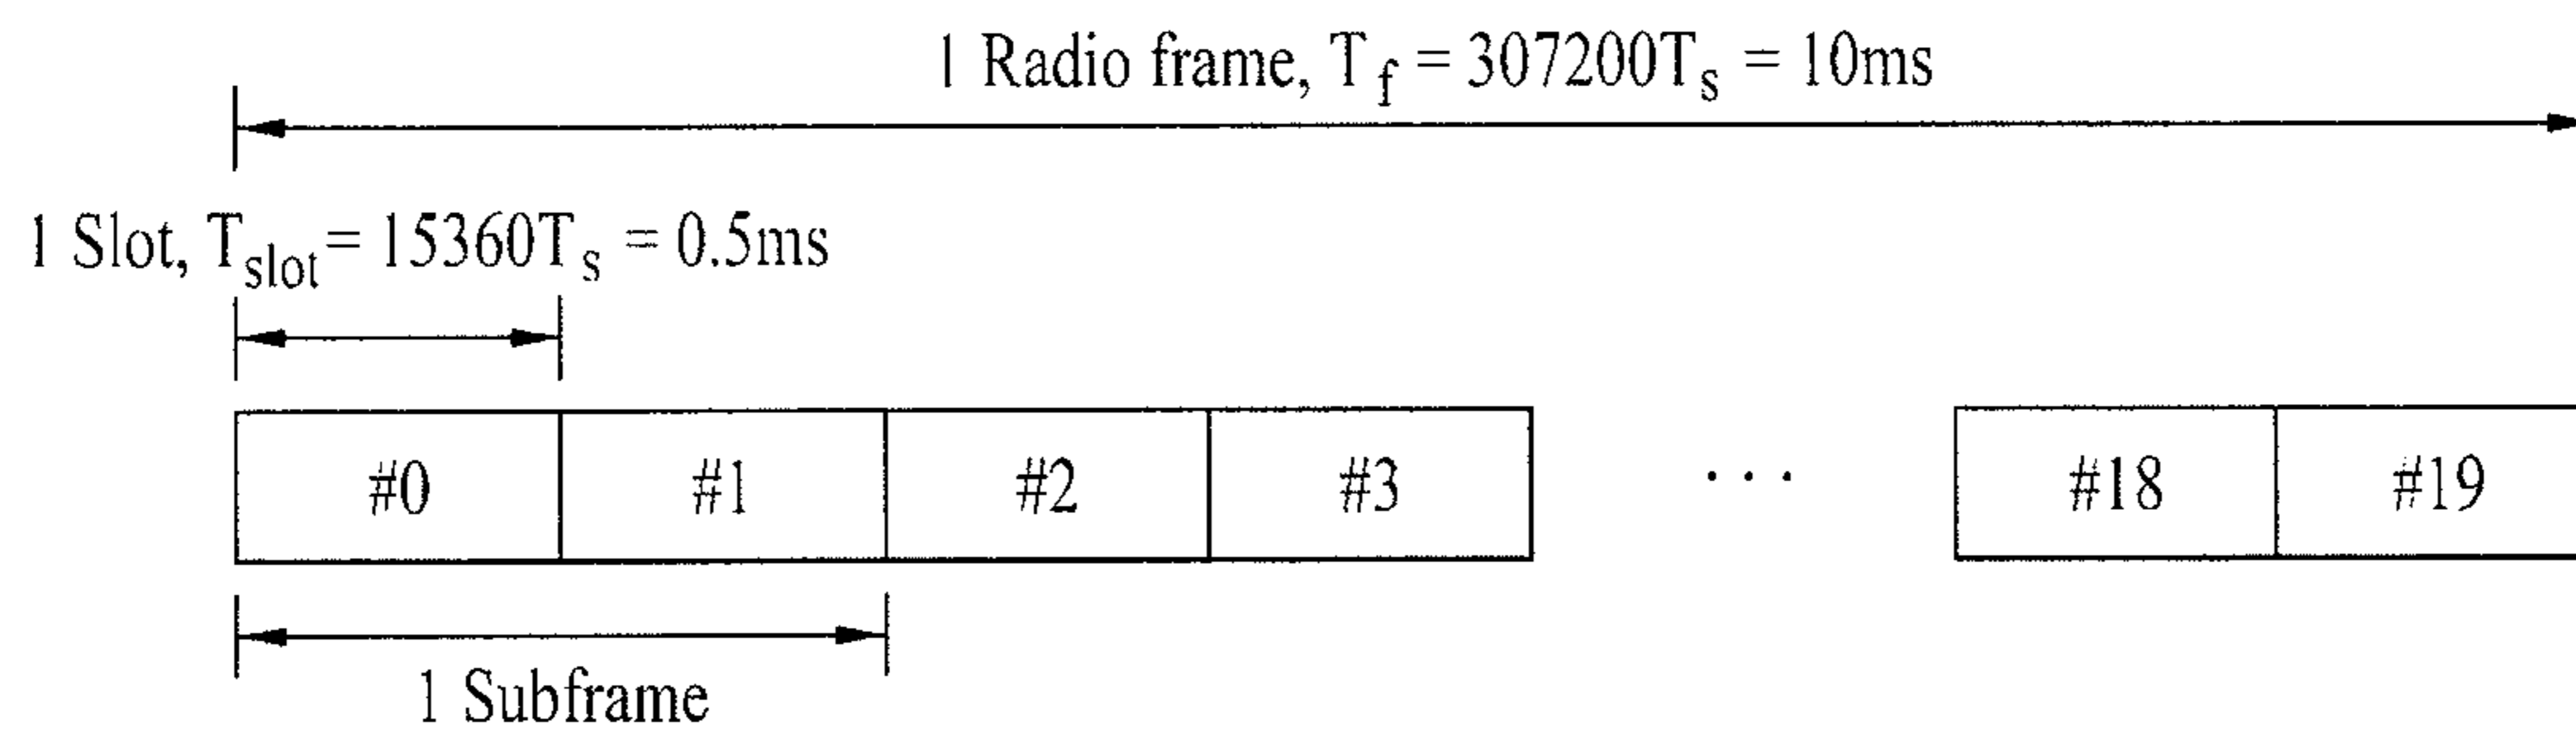 1 Radio frame, T_f = 307200T_s = 10ms
1 Slot, T_slot = 15360T_s = 0.5ms
#0 #1 #2 #3 · · · #18 #19
1 Subframe